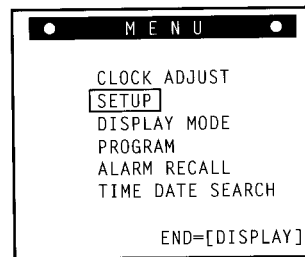 MENU
CLOCK ADJUST
SETUP
DISPLAY MODE
PROGRAM
ALARM RECALL
TIME DATE SEARCH
END=[DISPLAY]